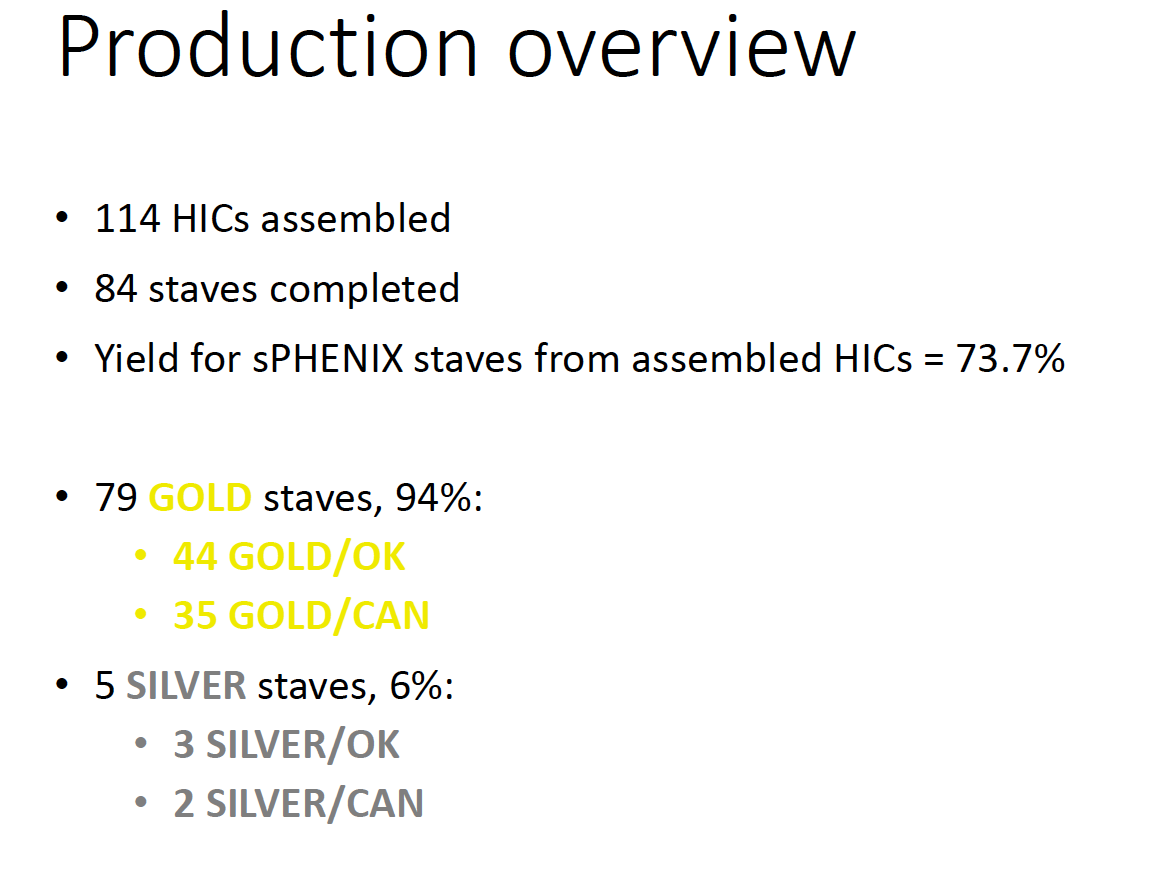 Production overview
• 114 HICs assembled
• 84 staves completed
• Yield for sPHENIX staves from assembled HICs = 73.7%
• 79 GOLD staves, 94%:
• 44 GOLD/OK
• 35 GOLD/CAN
• 5 SILVER staves, 6%:
• 3 SILVER/OK
• 2 SILVER/CAN